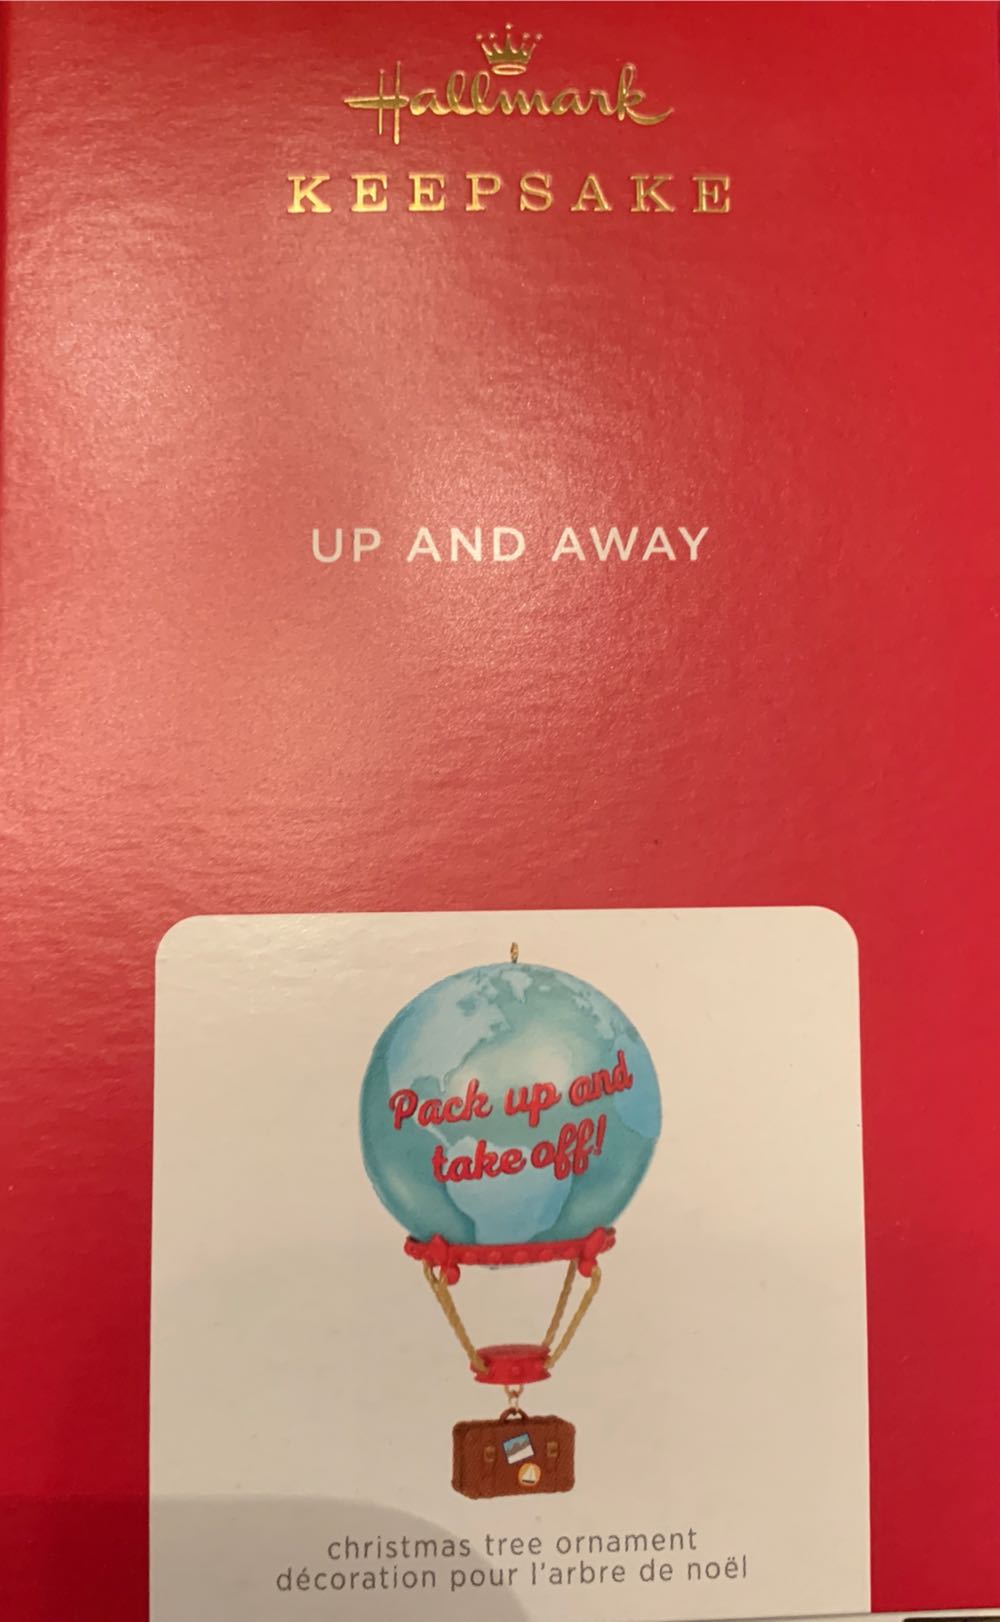 Hallmark
KEEPSAKE
UP AND AWAY
Pack up and
take off!
christmas tree ornament
décoration pour l'arbre de noël